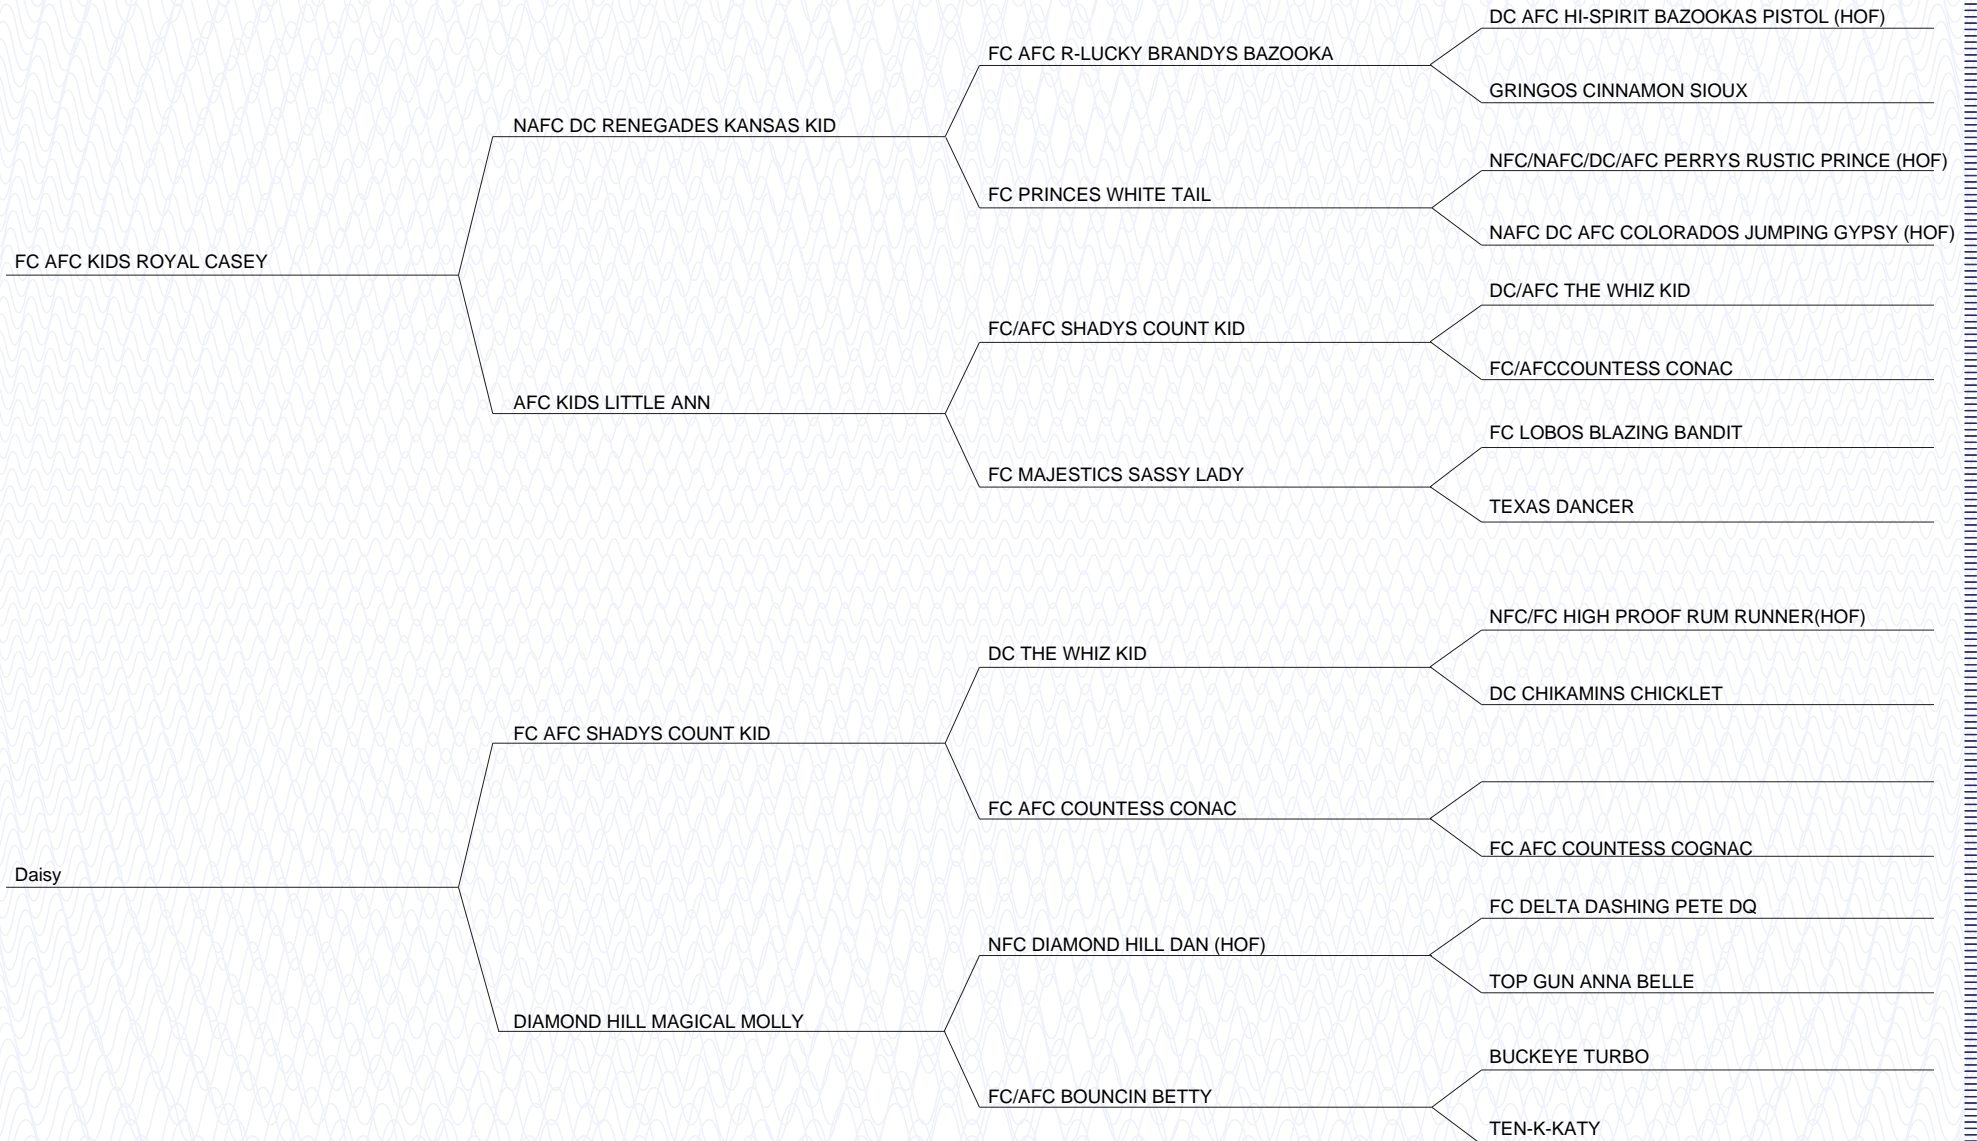 DC AFC HI-SPIRIT BAZOOKAS PISTOL (HOF)
FC AFC R-LUCKY BRANDYS BAZOOKA
GRINGOS CINNAMON SIOUX
NAFC DC RENEGADES KANSAS KID
NFC/NAFC/DC/AFC PERRYS RUSTIC PRINCE (HOF)
FC PRINCES WHITE TAIL
NAFC DC AFC COLORADOS JUMPING GYPSY (HOF)
FC AFC KIDS ROYAL CASEY
DC/AFC THE WHIZ KID
FC/AFC SHADYS COUNT KID
FC/AFCCOUNTESS CONAC
AFC KIDS LITTLE ANN
FC LOBOS BLAZING BANDIT
FC MAJESTICS SASSY LADY
TEXAS DANCER
NFC/FC HIGH PROOF RUM RUNNER(HOF)
DC THE WHIZ KID
DC CHIKAMINS CHICKLET
FC AFC SHADYS COUNT KID
FC AFC COUNTESS CONAC
FC AFC COUNTESS COGNAC
Daisy
FC DELTA DASHING PETE DQ
NFC DIAMOND HILL DAN (HOF)
TOP GUN ANNA BELLE
DIAMOND HILL MAGICAL MOLLY
BUCKEYE TURBO
FC/AFC BOUNCIN BETTY
TEN-K-KATY